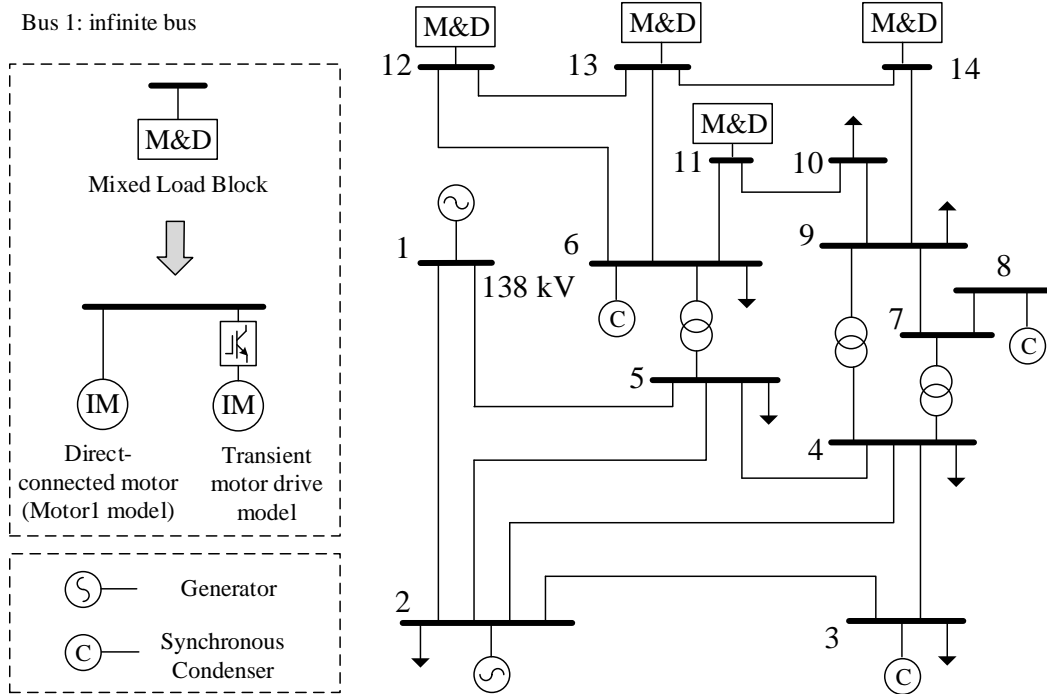 Bus 1: infinite bus
M&D
Mixed Load Block
IM
IM
Direct-
connected motor
(Motor1 model)
Transient
motor drive
model
Generator
C
Synchronous
Condenser
M&D
12
M&D
13
M&D
14
M&D
11
10
1
138 kV
6
C
9
8
7
C
5
4
2
3
C